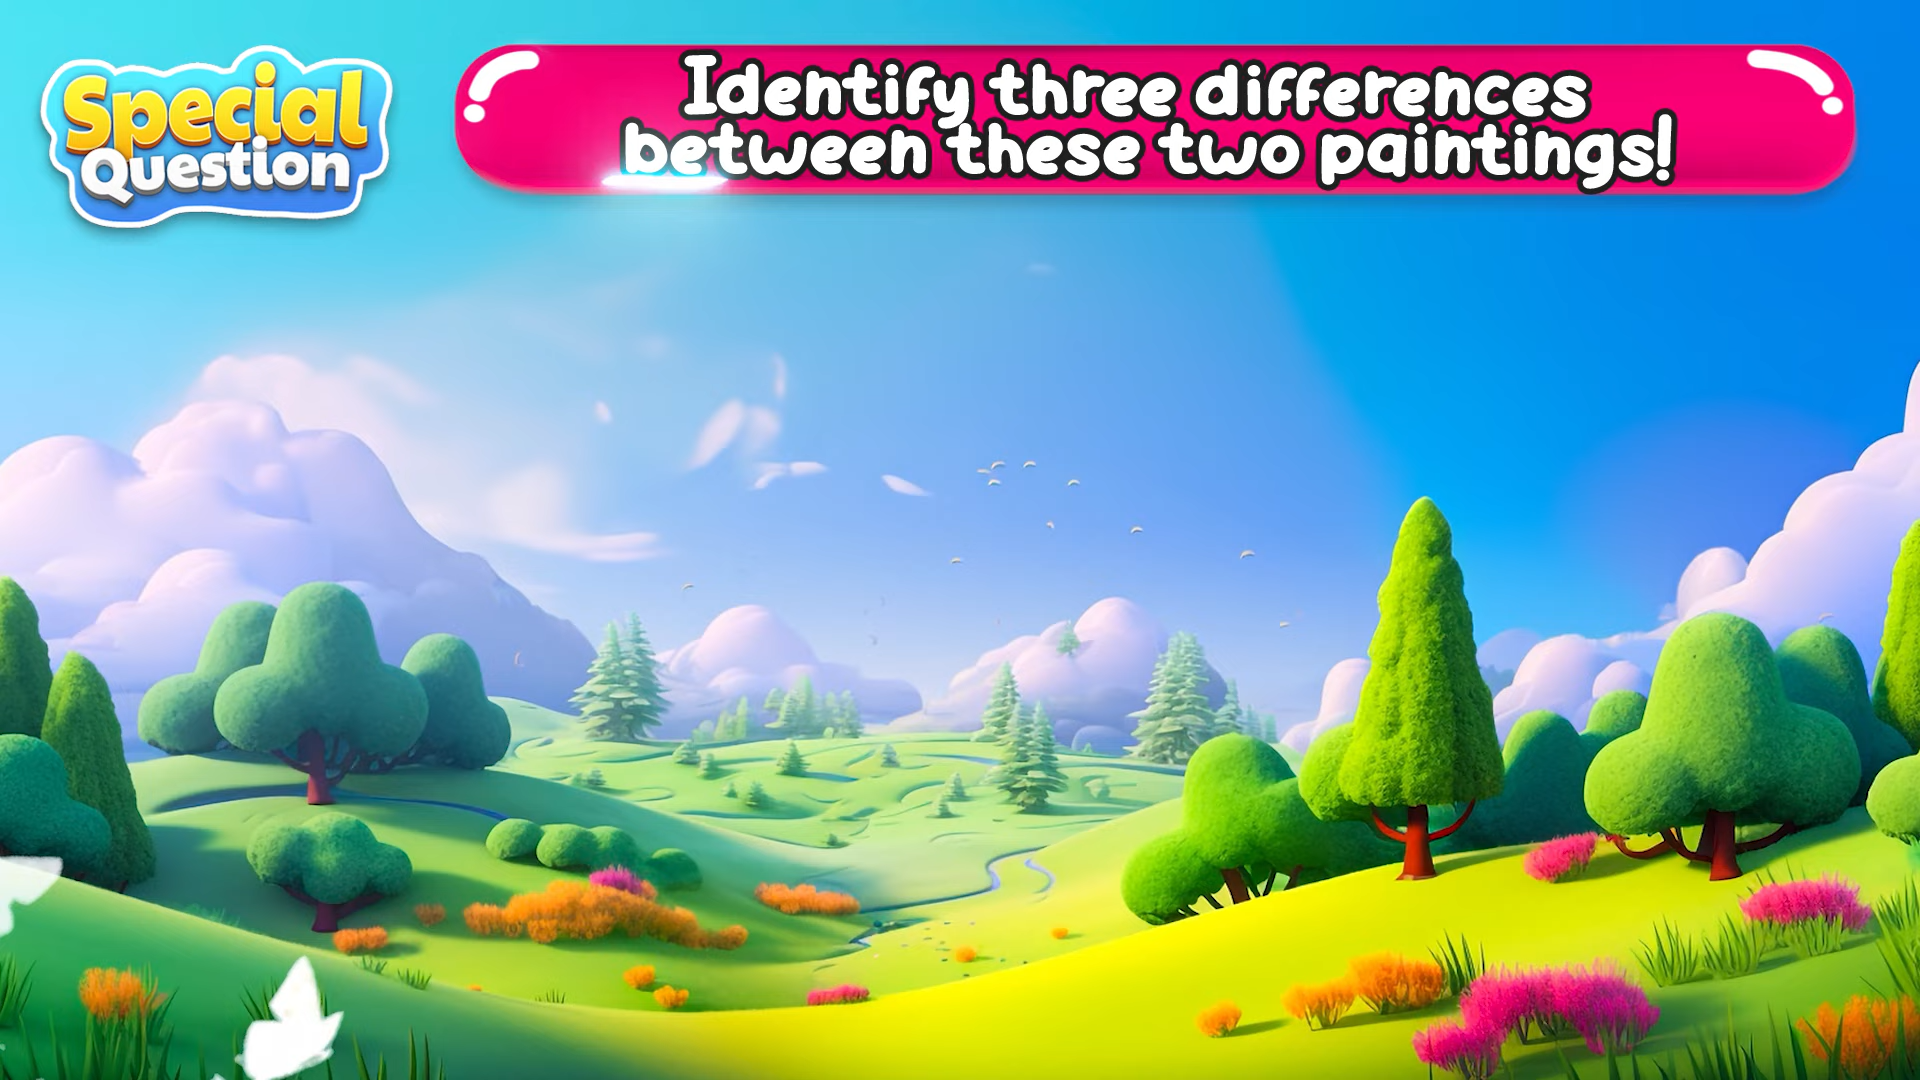 Special
Question
Identify three differences
between these two paintings!